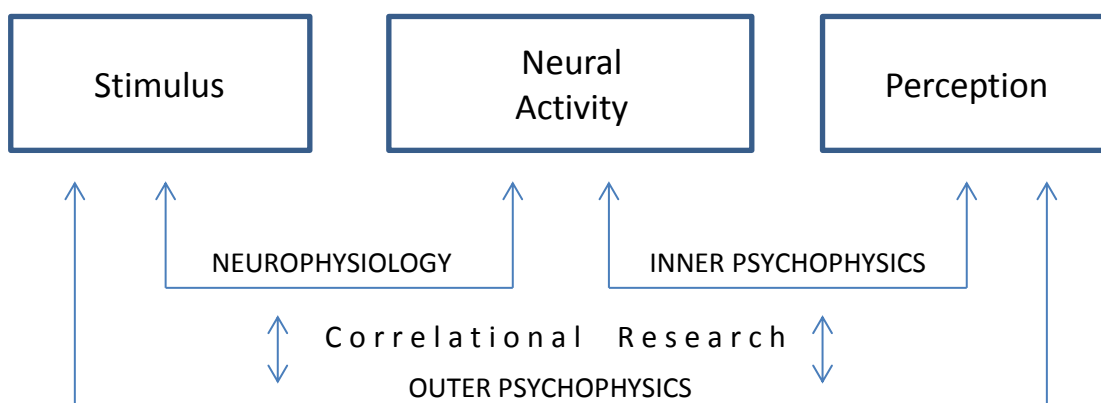 Stimulus
Neural
Activity
Perception
NEUROPHYSIOLOGY
INNER PSYCHOPHYSICS
Correlational Research
OUTER PSYCHOPHYSICS